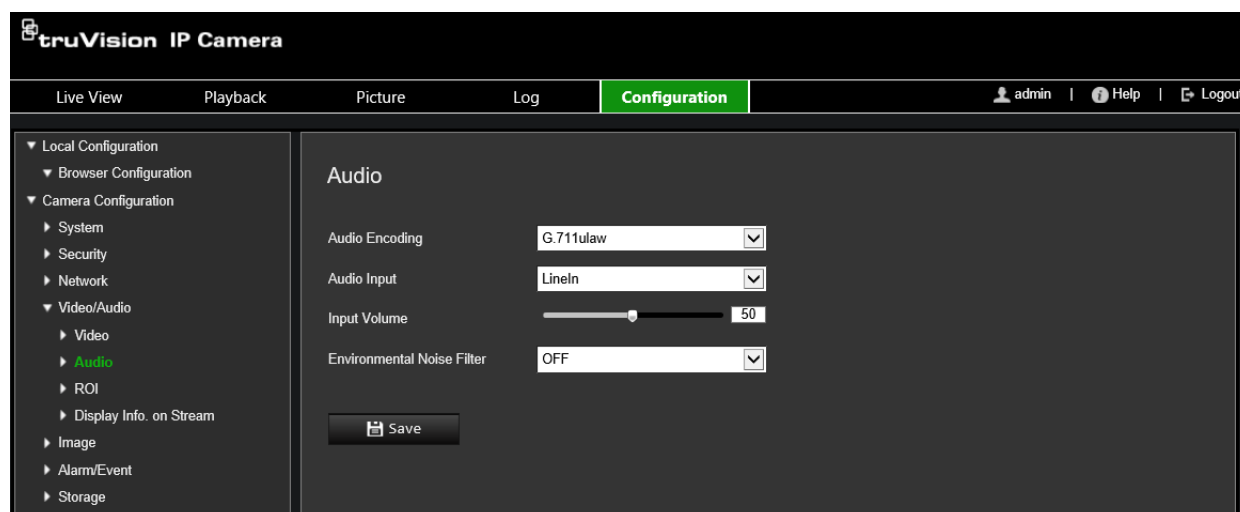 truVision IP Camera
Live View Playback Picture Log Configuration admin | Help | Logout
Local Configuration
Browser Configuration
Camera Configuration
System
Security
Network
Video/Audio
Video
Audio
ROI
Display Info. on Stream
Image
Alarm/Event
Storage
Audio
Audio Encoding G.711ulaw
Audio Input LineIn
Input Volume 50
Environmental Noise Filter OFF
Save